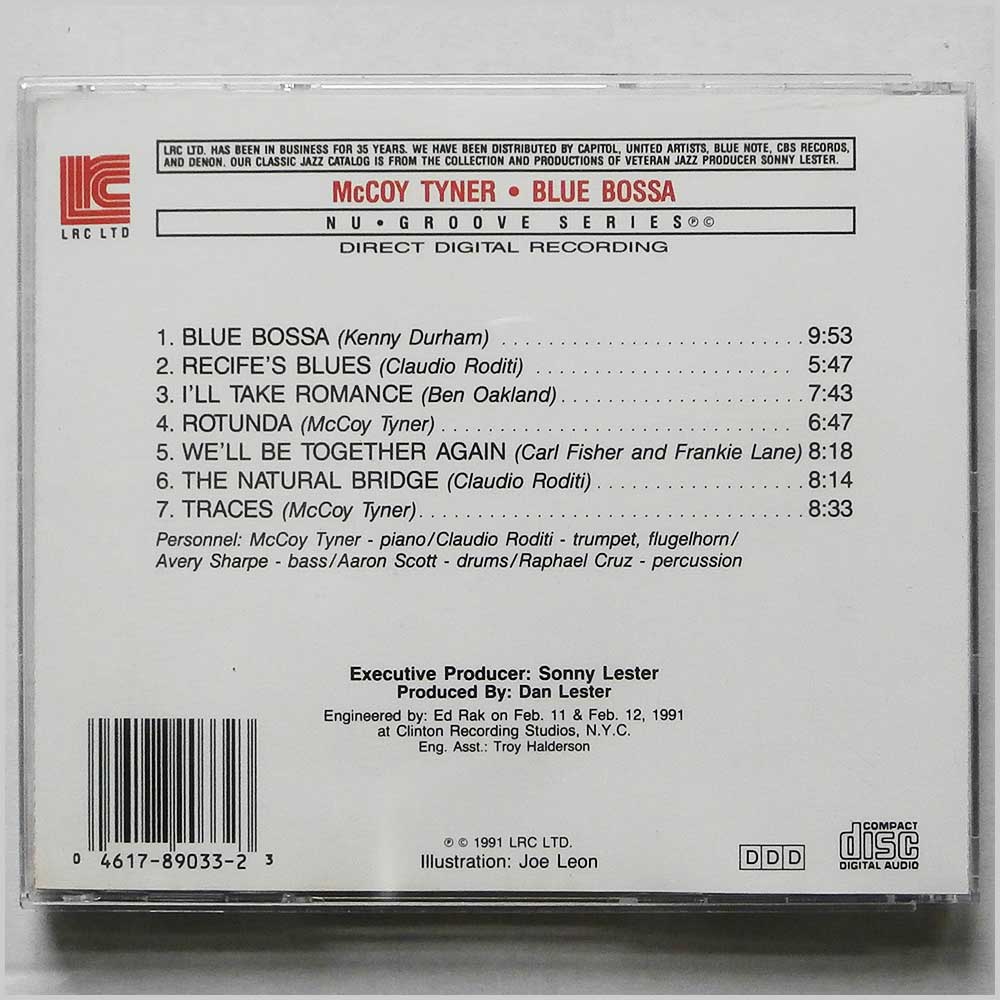 LRC LTD. HAS BEEN IN BUSINESS FOR 35 YEARS. WE HAVE BEEN DISTRIBUTED BY CAPITOL, UNITED ARTISTS, BLUE NOTE, CBS RECORDS,
AND DENON. OUR CLASSIC JAZZ CATALOG IS FROM THE COLLECTION AND PRODUCTIONS OF VETERAN JAZZ PRODUCER SONNY LESTER.
lrc
LRC LTD
McCOY TYNER • BLUE BOSSA
NU • GROOVE SERIES ℗ ©
DIRECT DIGITAL RECORDING
1. BLUE BOSSA (Kenny Durham) . . . . . . . . . . . . . . . . . . . . . . . . . . 9:53
2. RECIFE'S BLUES (Claudio Roditi) . . . . . . . . . . . . . . . . . . . . . . 5:47
3. I'LL TAKE ROMANCE (Ben Oakland) . . . . . . . . . . . . . . . . . . . . . 7:43
4. ROTUNDA (McCoy Tyner) . . . . . . . . . . . . . . . . . . . . . . . . . . . . . 6:47
5. WE'LL BE TOGETHER AGAIN (Carl Fisher and Frankie Lane) 8:18
6. THE NATURAL BRIDGE (Claudio Roditi) . . . . . . . . . . . . . . . . . . 8:14
7. TRACES (McCoy Tyner) . . . . . . . . . . . . . . . . . . . . . . . . . . . . . . . 8:33
Personnel: McCoy Tyner - piano/Claudio Roditi - trumpet, flugelhorn/
Avery Sharpe - bass/Aaron Scott - drums/Raphael Cruz - percussion
Executive Producer: Sonny Lester
Produced By: Dan Lester
Engineered by: Ed Rak on Feb. 11 & Feb. 12, 1991
at Clinton Recording Studios, N.Y.C.
Eng. Asst.: Troy Halderson
0 4617-89033-2 3
℗ © 1991 LRC LTD.
Illustration: Joe Leon
DDD
COMPACT
disc
DIGITAL AUDIO